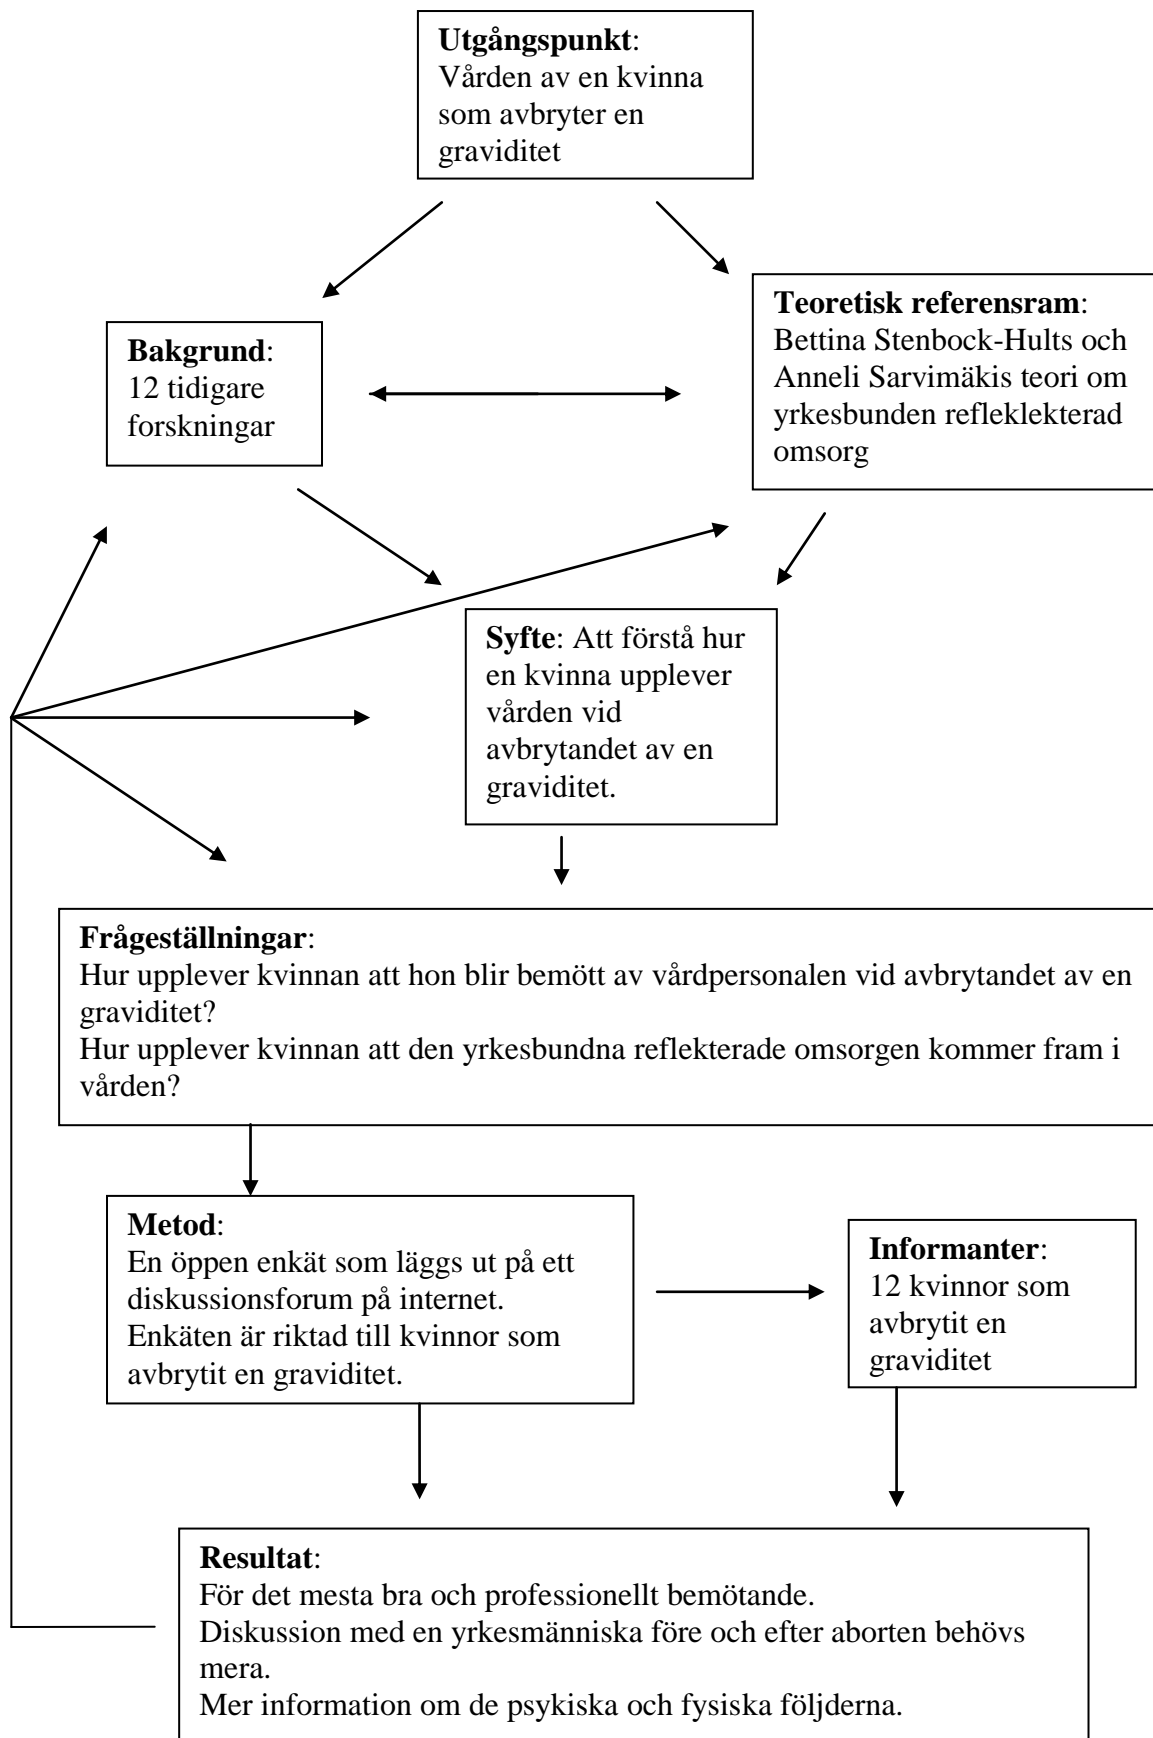 Utgångspunkt:
Vården av en kvinna
som avbryter en
graviditet
Bakgrund:
12 tidigare
forskningar
Teoretisk referensram:
Bettina Stenbock-Hults och
Anneli Sarvimäkis teori om
yrkesbunden refleklekterad
omsorg
Syfte: Att förstå hur
en kvinna upplever
vården vid
avbrytandet av en
graviditet.
Frågeställningar:
Hur upplever kvinnan att hon blir bemött av vårdpersonalen vid avbrytandet av en
graviditet?
Hur upplever kvinnan att den yrkesbundna reflekterade omsorgen kommer fram i
vården?
Metod:
En öppen enkät som läggs ut på ett
diskussionsforum på internet.
Enkäten är riktad till kvinnor som
avbrytit en graviditet.
Informanter:
12 kvinnor som
avbrytit en
graviditet
Resultat:
För det mesta bra och professionellt bemötande.
Diskussion med en yrkesmänniska före och efter aborten behövs
mera.
Mer information om de psykiska och fysiska följderna.